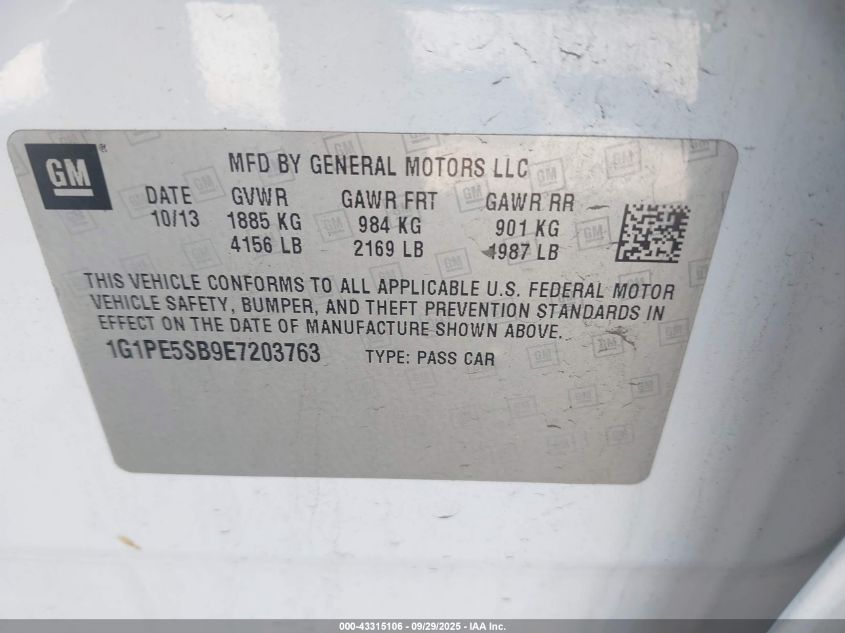 GM
MFD BY GENERAL MOTORS LLC
DATE GVWR GAWR FRT GAWR RR
10/13 1885 KG 984 KG 901 KG
4156 LB 2169 LB 1987 LB
THIS VEHICLE CONFORMS TO ALL APPLICABLE U.S. FEDERAL MOTOR
VEHICLE SAFETY, BUMPER, AND THEFT PREVENTION STANDARDS IN
EFFECT ON THE DATE OF MANUFACTURE SHOWN ABOVE.
1G1PE5SB9E7203763 TYPE: PASS CAR
000-43315106 - 09/29/2025 - IAA Inc.